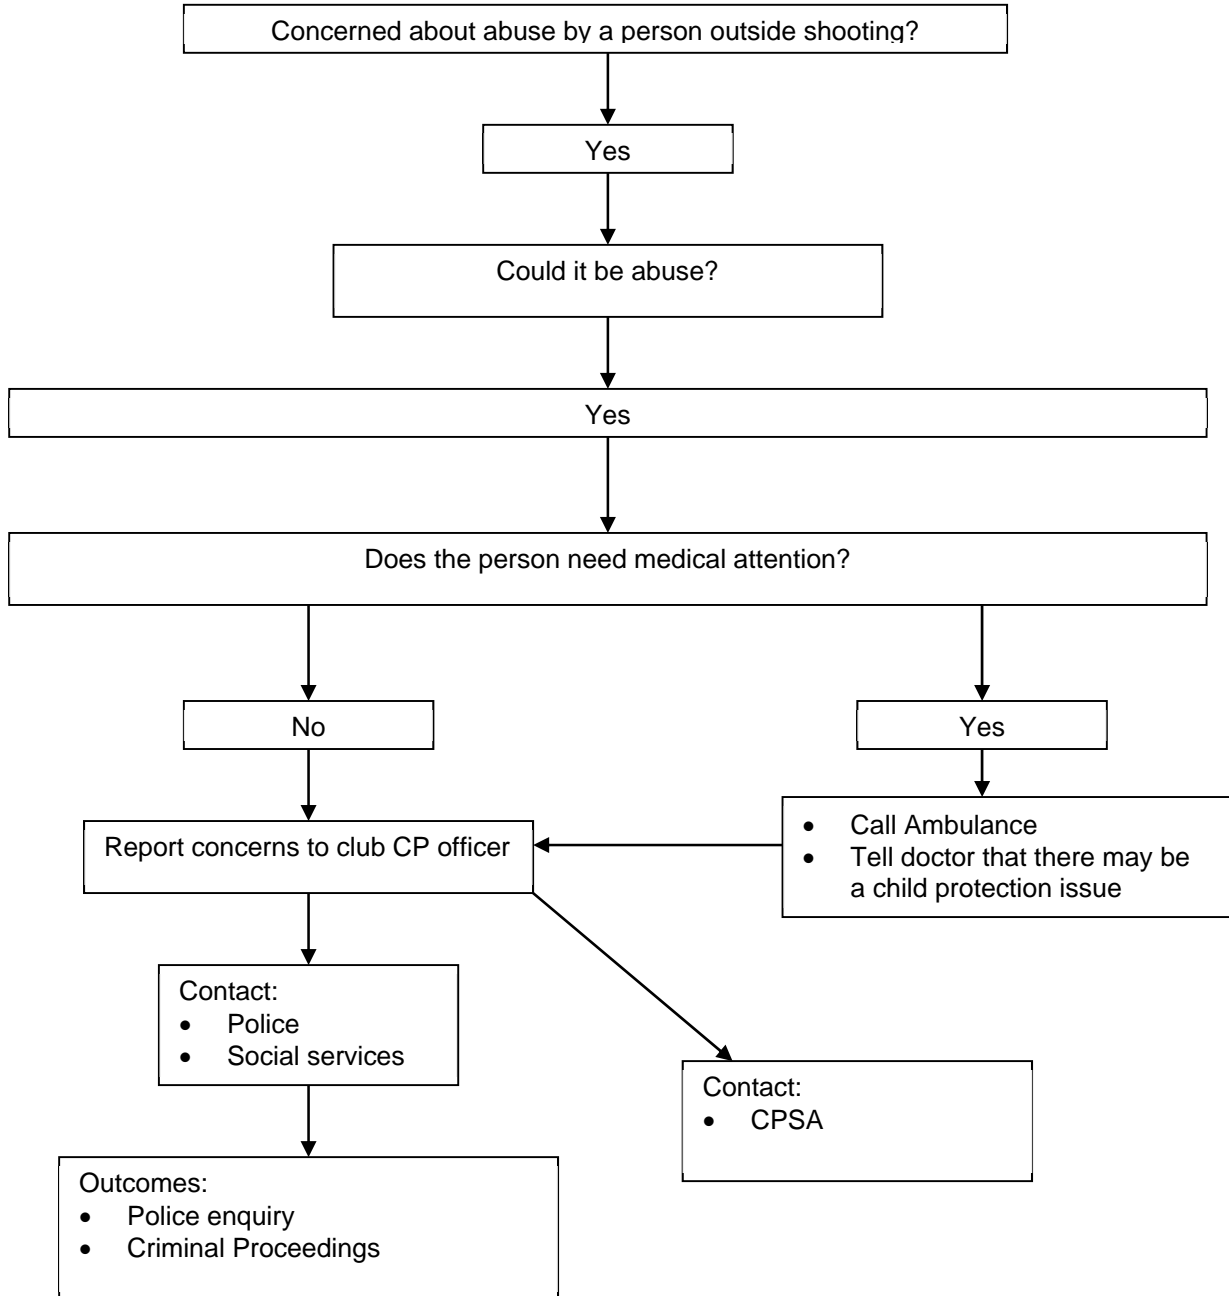 Concerned about abuse by a person outside shooting?
Yes
Could it be abuse?
Yes
Does the person need medical attention?
No
Yes
• Call Ambulance
• Tell doctor that there may be
a child protection issue
Report concerns to club CP officer
Contact:
• Police
• Social services
Contact:
• CPSA
Outcomes:
• Police enquiry
• Criminal Proceedings